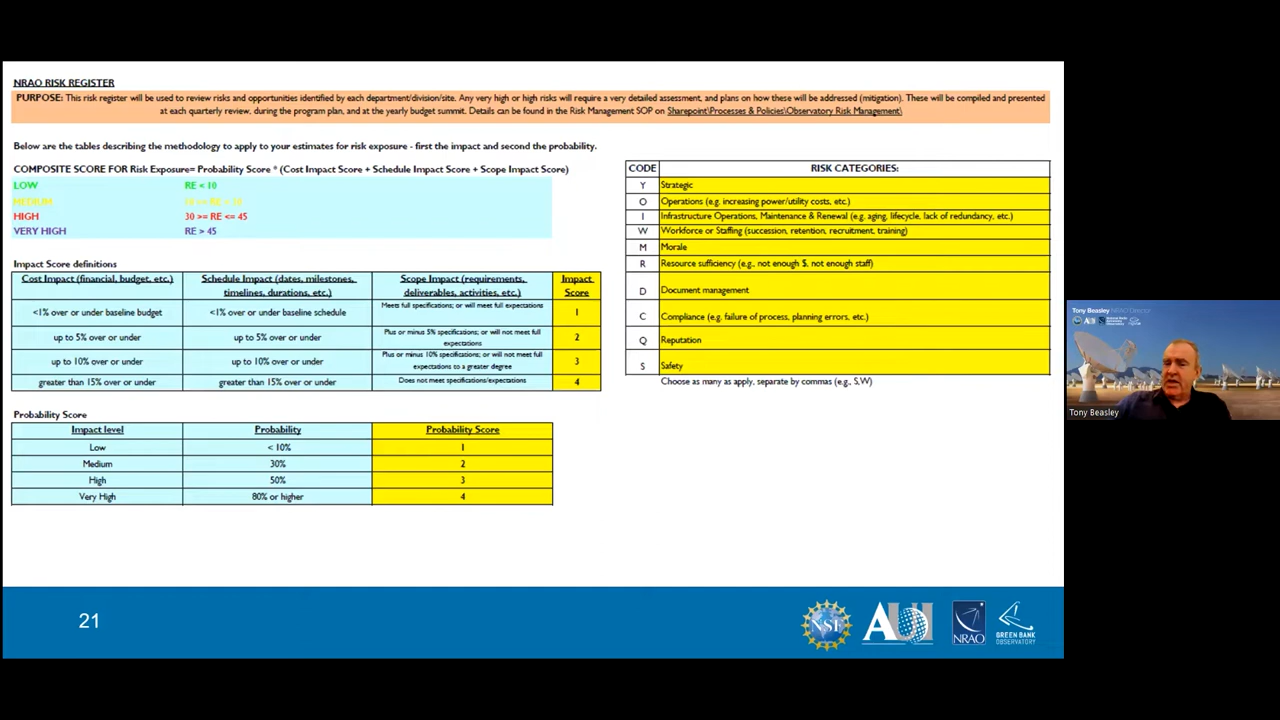 NRAO RISK REGISTER
PURPOSE: This risk register will be used to review risks and opportunities identified by each department/division/site. Any very high or high risks will require a very detailed assessment, and plans on how these will be addressed (mitigation). These will be compiled and presented
at each quarterly review, during the program plan, and at the yearly budget summit. Details can be found in the Risk Management SOP on Sharepoint\Processes & Policies\Observatory Risk Management\
Below are the tables describing the methodology to apply to your estimates for risk exposure - first the impact and second the probability.
COMPOSITE SCORE FOR Risk Exposure= Probability Score * (Cost Impact Score + Schedule Impact Score + Scope Impact Score)
LOW RE < 10
MEDIUM
HIGH 30 >= RE <= 45
VERY HIGH RE > 45
Impact Score definitions
Cost Impact (financial, budget, etc.) Schedule Impact (dates, milestones, timelines, durations, etc.) Scope Impact (requirements, deliverables, activities, etc.) Impact Score
<1% over or under baseline budget <1% over or under baseline schedule Meets full specifications; or will meet full expectations 1
up to 5% over or under up to 5% over or under Plus or minus 5% specifications; or will not meet full expectations 2
up to 10% over or under up to 10% over or under Plus or minus 10% specifications; or will not meet full expectations to a greater degree 3
greater than 15% over or under greater than 15% over or under Does not meet specifications/expectations 4
Probability Score
Impact level Probability Probability Score
Low < 10% 1
Medium 30% 2
High 50% 3
Very High 80% or higher 4
CODE RISK CATEGORIES:
Y Strategic
O Operations (e.g. increasing power/utility costs, etc.)
I Infrastructure Operations, Maintenance & Renewal (e.g. aging, lifecycle, lack of redundancy, etc.)
W Workforce or Staffing (succession, retention, recruitment, training)
M Morale
R Resource sufficiency (e.g., not enough $, not enough staff)
D Document management
C Compliance (e.g. failure of process, planning errors, etc.)
Q Reputation
S Safety
Choose as many as apply, separate by commas (e.g., S,W)
21
NSF
AUI
NRAO
GREEN BANK
OBSERVATORY
Tony Beasley NRAO Director
Tony Beasley